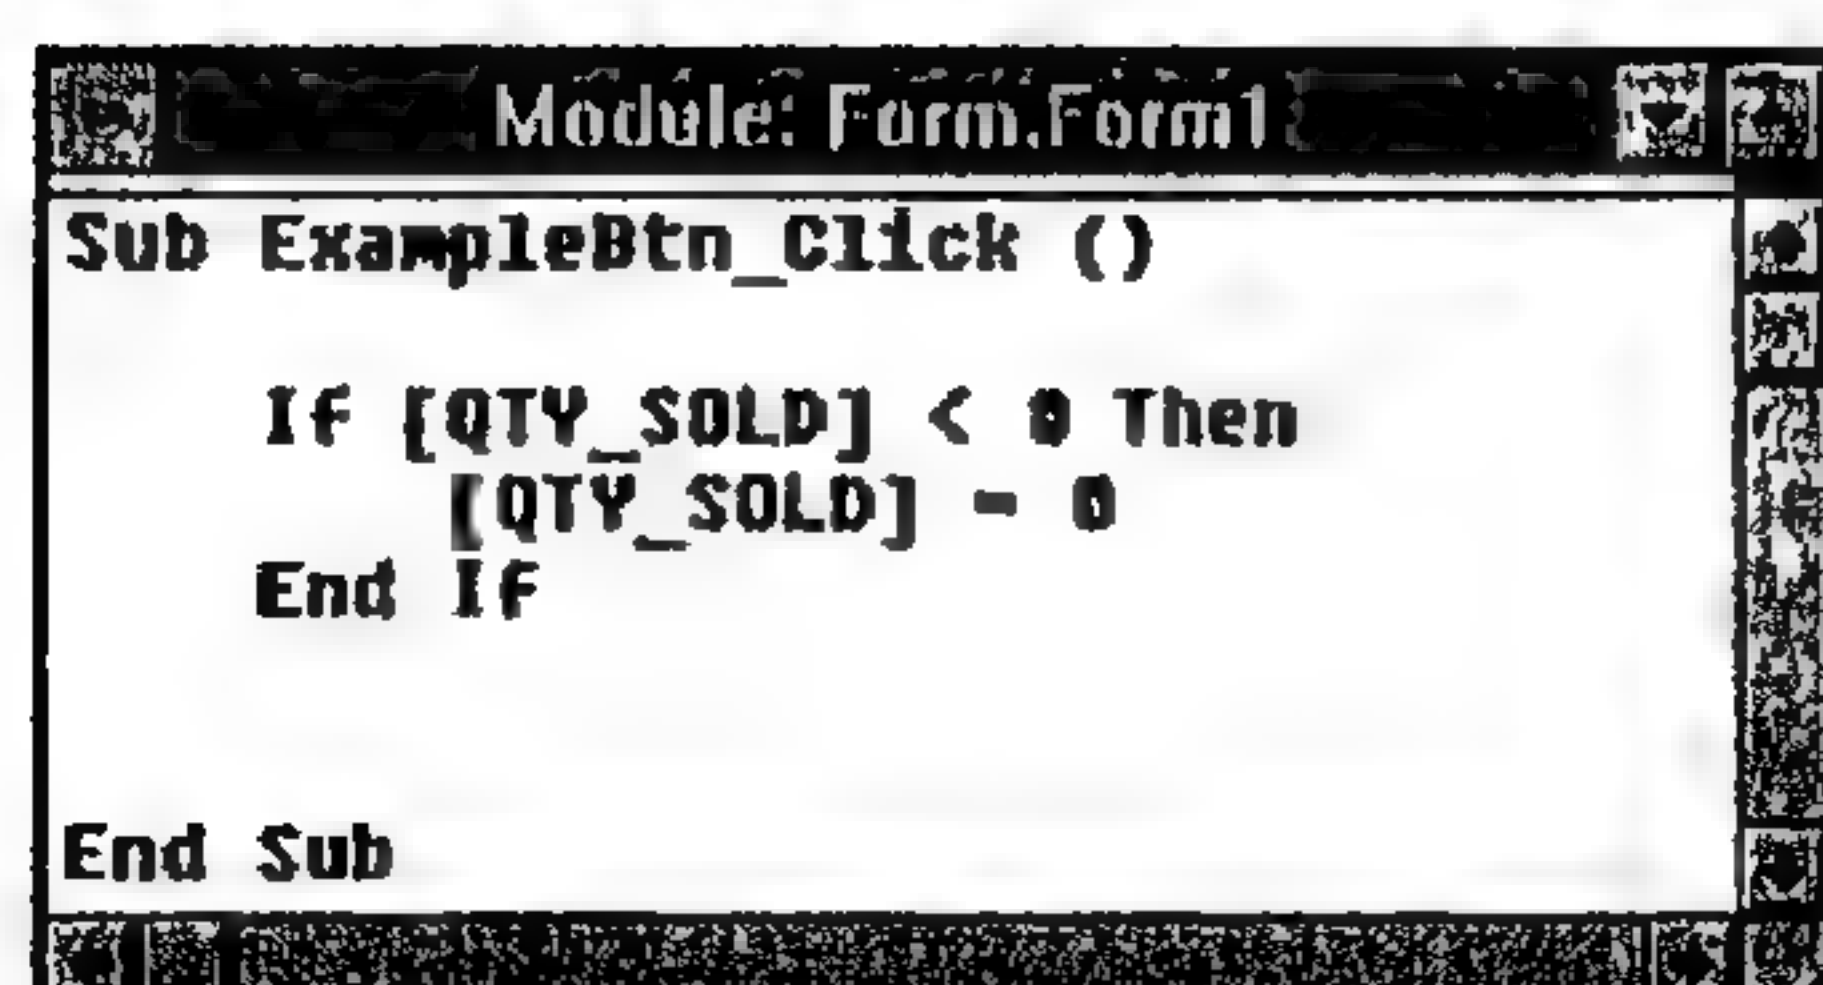 Module: Form.Form1
Sub ExampleBtn_Click ()
If [QTY_SOLD] < 0 Then
[QTY_SOLD] = 0
End If
End Sub